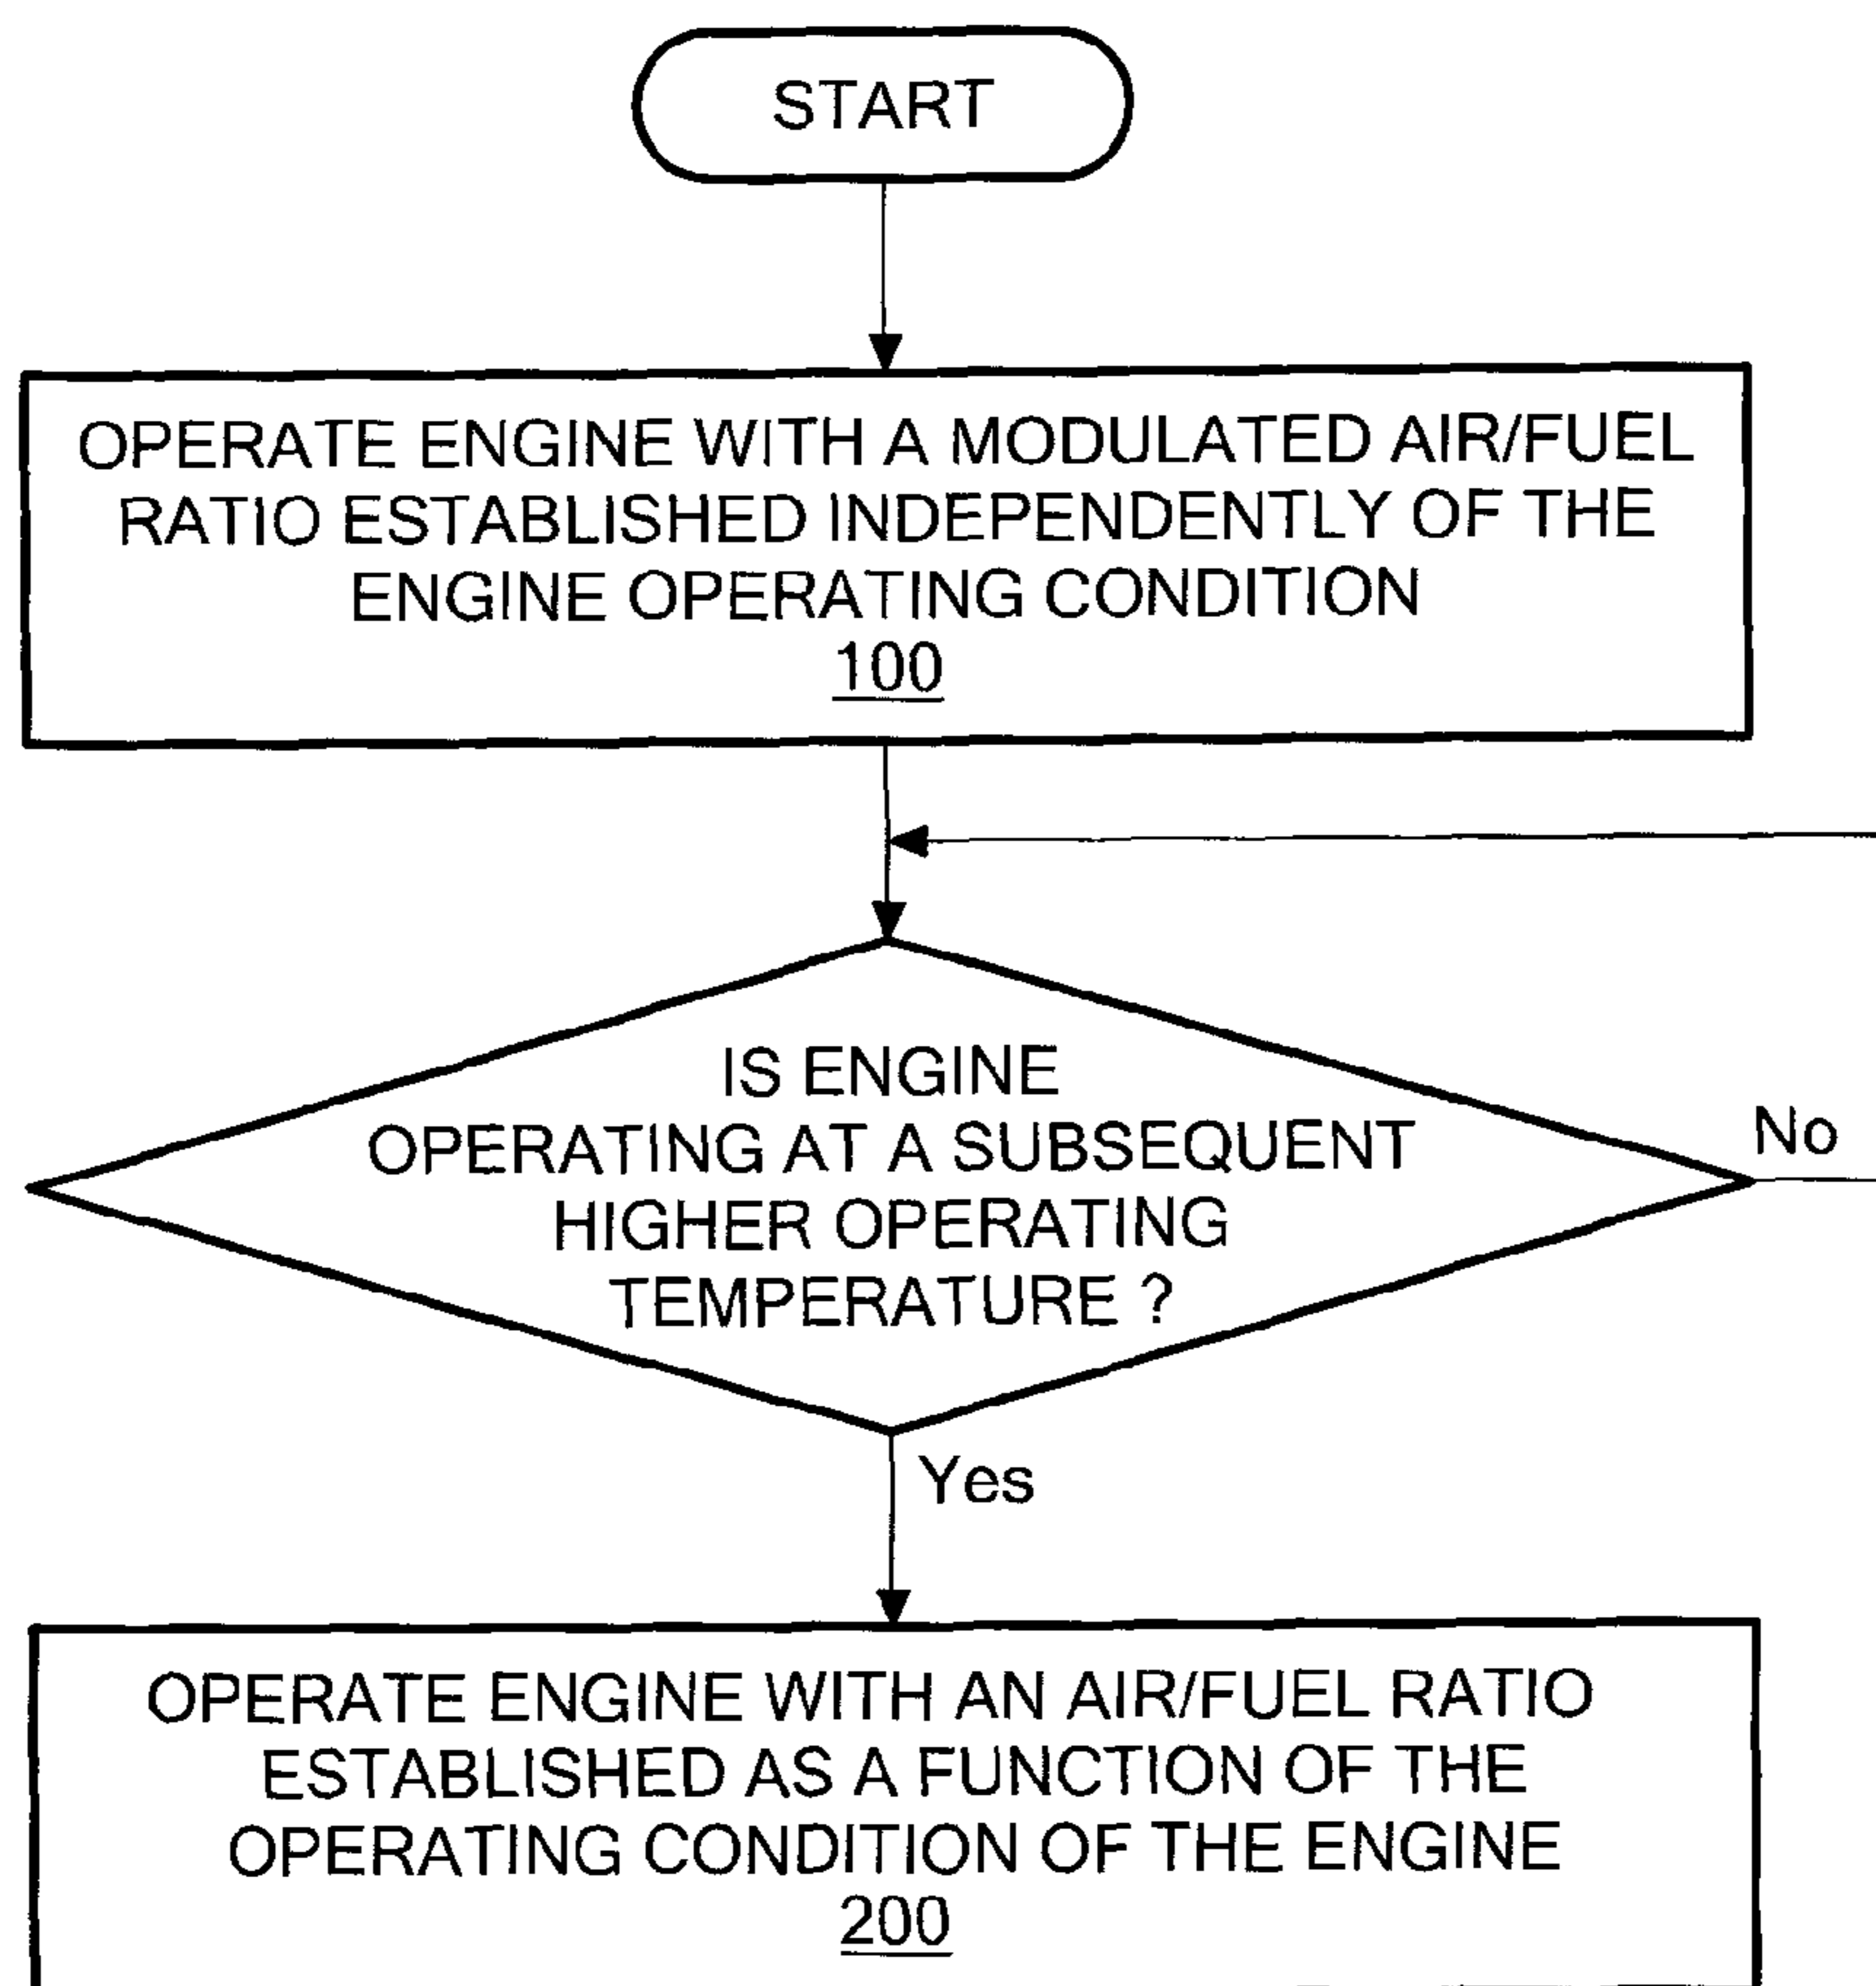 START
OPERATE ENGINE WITH A MODULATED AIR/FUEL
RATIO ESTABLISHED INDEPENDENTLY OF THE
ENGINE OPERATING CONDITION
100
IS ENGINE
OPERATING AT A SUBSEQUENT
HIGHER OPERATING
TEMPERATURE ?
No
Yes
OPERATE ENGINE WITH AN AIR/FUEL RATIO
ESTABLISHED AS A FUNCTION OF THE
OPERATING CONDITION OF THE ENGINE
200